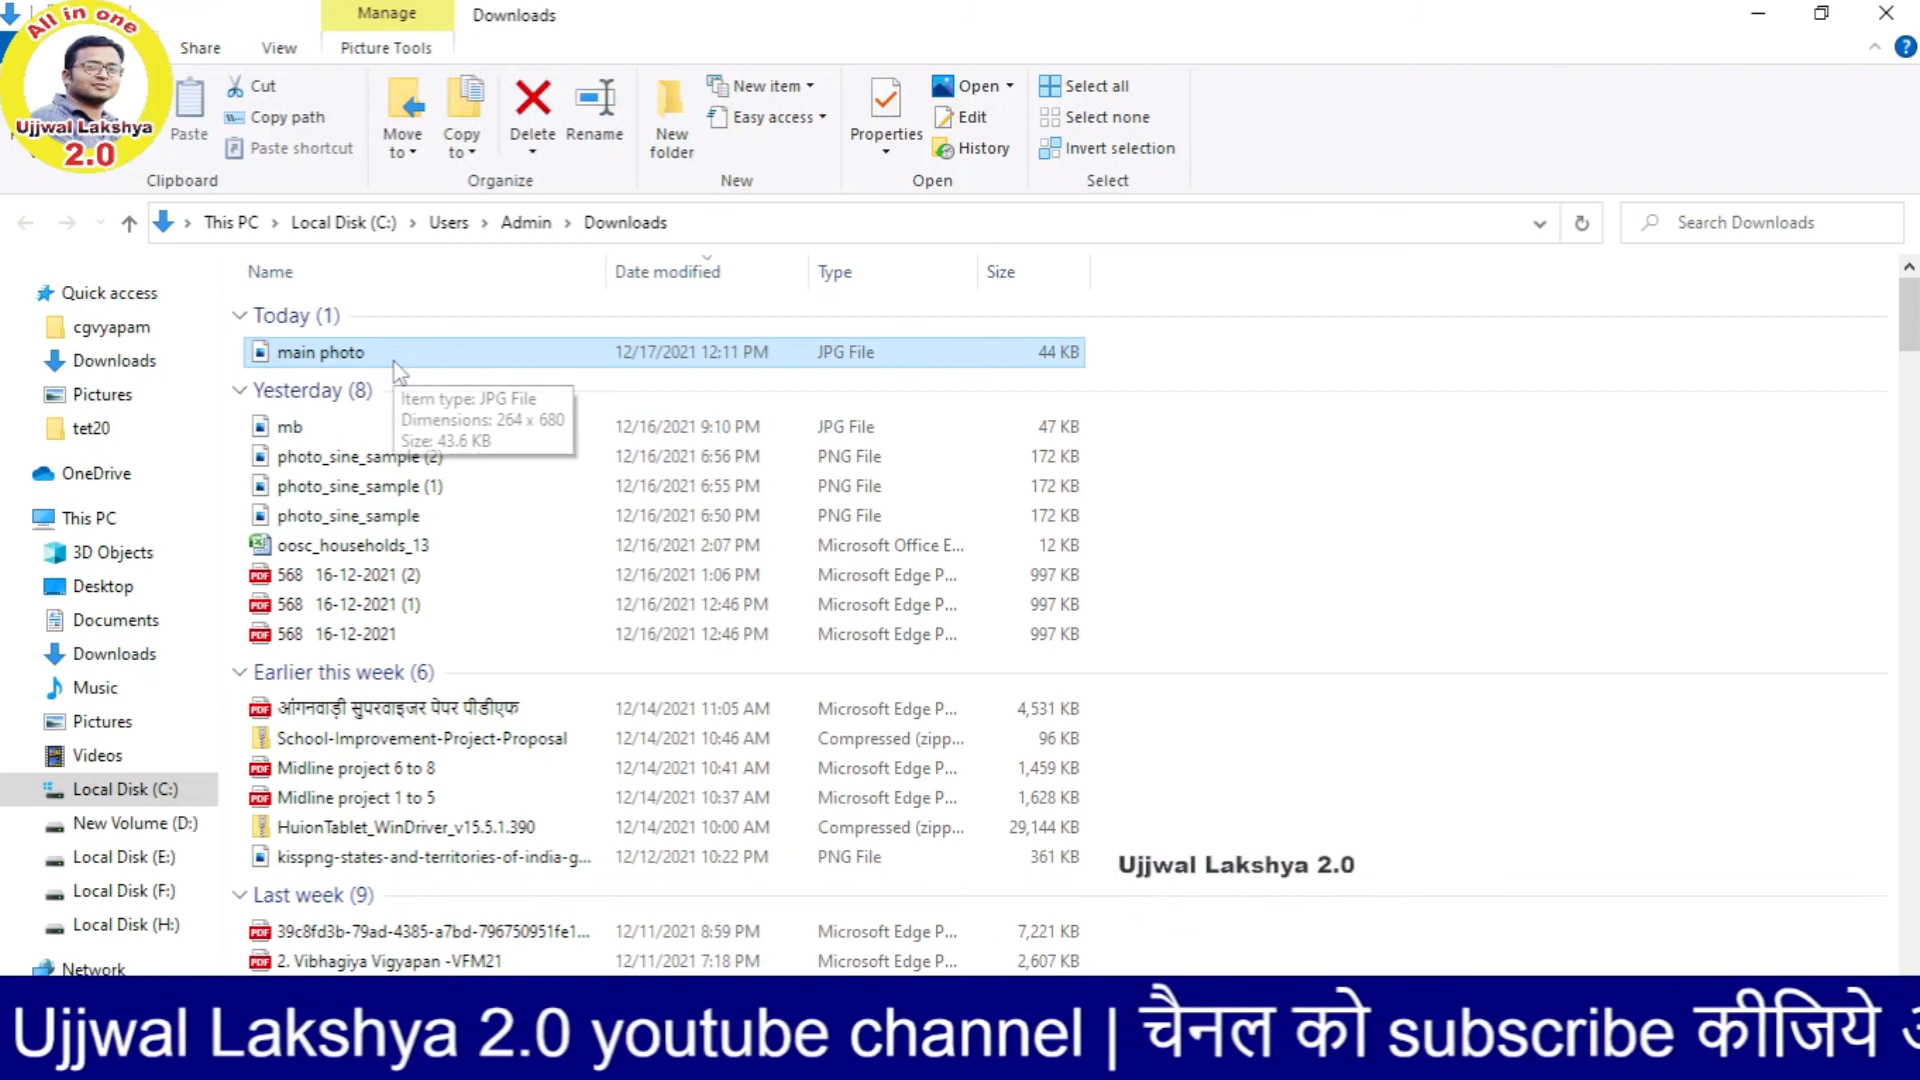 All in one
Ujjwal Lakshya
2.0
Manage
Downloads
Share
View
Picture Tools
Paste
Cut
Copy path
Paste shortcut
Clipboard
Move to
Copy to
Delete
Rename
Organize
New folder
New item
Easy access
New
Properties
Open
Edit
History
Open
Select all
Select none
Invert selection
Select
This PC > Local Disk (C:) > Users > Admin > Downloads
Search Downloads
Quick access
cgvyapam
Downloads
Pictures
tet20
OneDrive
This PC
3D Objects
Desktop
Documents
Downloads
Music
Pictures
Videos
Local Disk (C:)
New Volume (D:)
Local Disk (E:)
Local Disk (F:)
Local Disk (H:)
Network
Name Date modified Type Size
Today (1)
main photo 12/17/2021 12:11 PM JPG File 44 KB
Item type: JPG File
Dimensions: 264 x 680
Size: 43.6 KB
Yesterday (8)
mb 12/16/2021 9:10 PM JPG File 47 KB
photo_sine_sample (2) 12/16/2021 6:56 PM PNG File 172 KB
photo_sine_sample (1) 12/16/2021 6:55 PM PNG File 172 KB
photo_sine_sample 12/16/2021 6:50 PM PNG File 172 KB
oosc_households_13 12/16/2021 2:07 PM Microsoft Office E... 12 KB
568 16-12-2021 (2) 12/16/2021 1:06 PM Microsoft Edge P... 997 KB
568 16-12-2021 (1) 12/16/2021 12:46 PM Microsoft Edge P... 997 KB
568 16-12-2021 12/16/2021 12:46 PM Microsoft Edge P... 997 KB
Earlier this week (6)
आंगनवाड़ी सुपरवाइजर पेपर पीडीएफ 12/14/2021 11:05 AM Microsoft Edge P... 4,531 KB
School-Improvement-Project-Proposal 12/14/2021 10:46 AM Compressed (zipp... 96 KB
Midline project 6 to 8 12/14/2021 10:41 AM Microsoft Edge P... 1,459 KB
Midline project 1 to 5 12/14/2021 10:37 AM Microsoft Edge P... 1,628 KB
HuionTablet_WinDriver_v15.5.1.390 12/14/2021 10:00 AM Compressed (zipp... 29,144 KB
kisspng-states-and-territories-of-india-g... 12/12/2021 10:22 PM PNG File 361 KB
Last week (9)
39c8fd3b-79ad-4385-a7bd-796750951fe1... 12/11/2021 8:59 PM Microsoft Edge P... 7,221 KB
2. Vibhagiya Vigyapan -VFM21 12/11/2021 7:18 PM Microsoft Edge P... 2,607 KB
Ujjwal Lakshya 2.0
Ujjwal Lakshya 2.0 youtube channel | चैनल को subscribe कीजिये